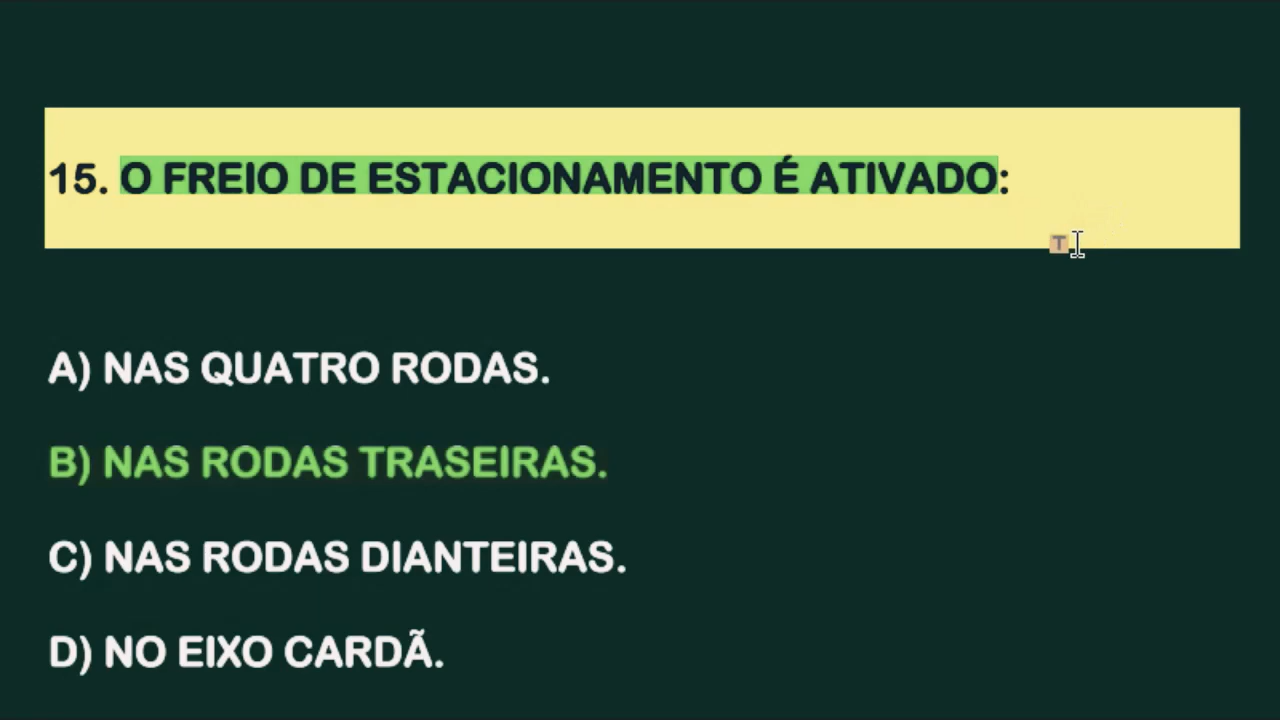 15. O FREIO DE ESTACIONAMENTO É ATIVADO:
T
A) NAS QUATRO RODAS.
B) NAS RODAS TRASEIRAS.
C) NAS RODAS DIANTEIRAS.
D) NO EIXO CARDÃ.